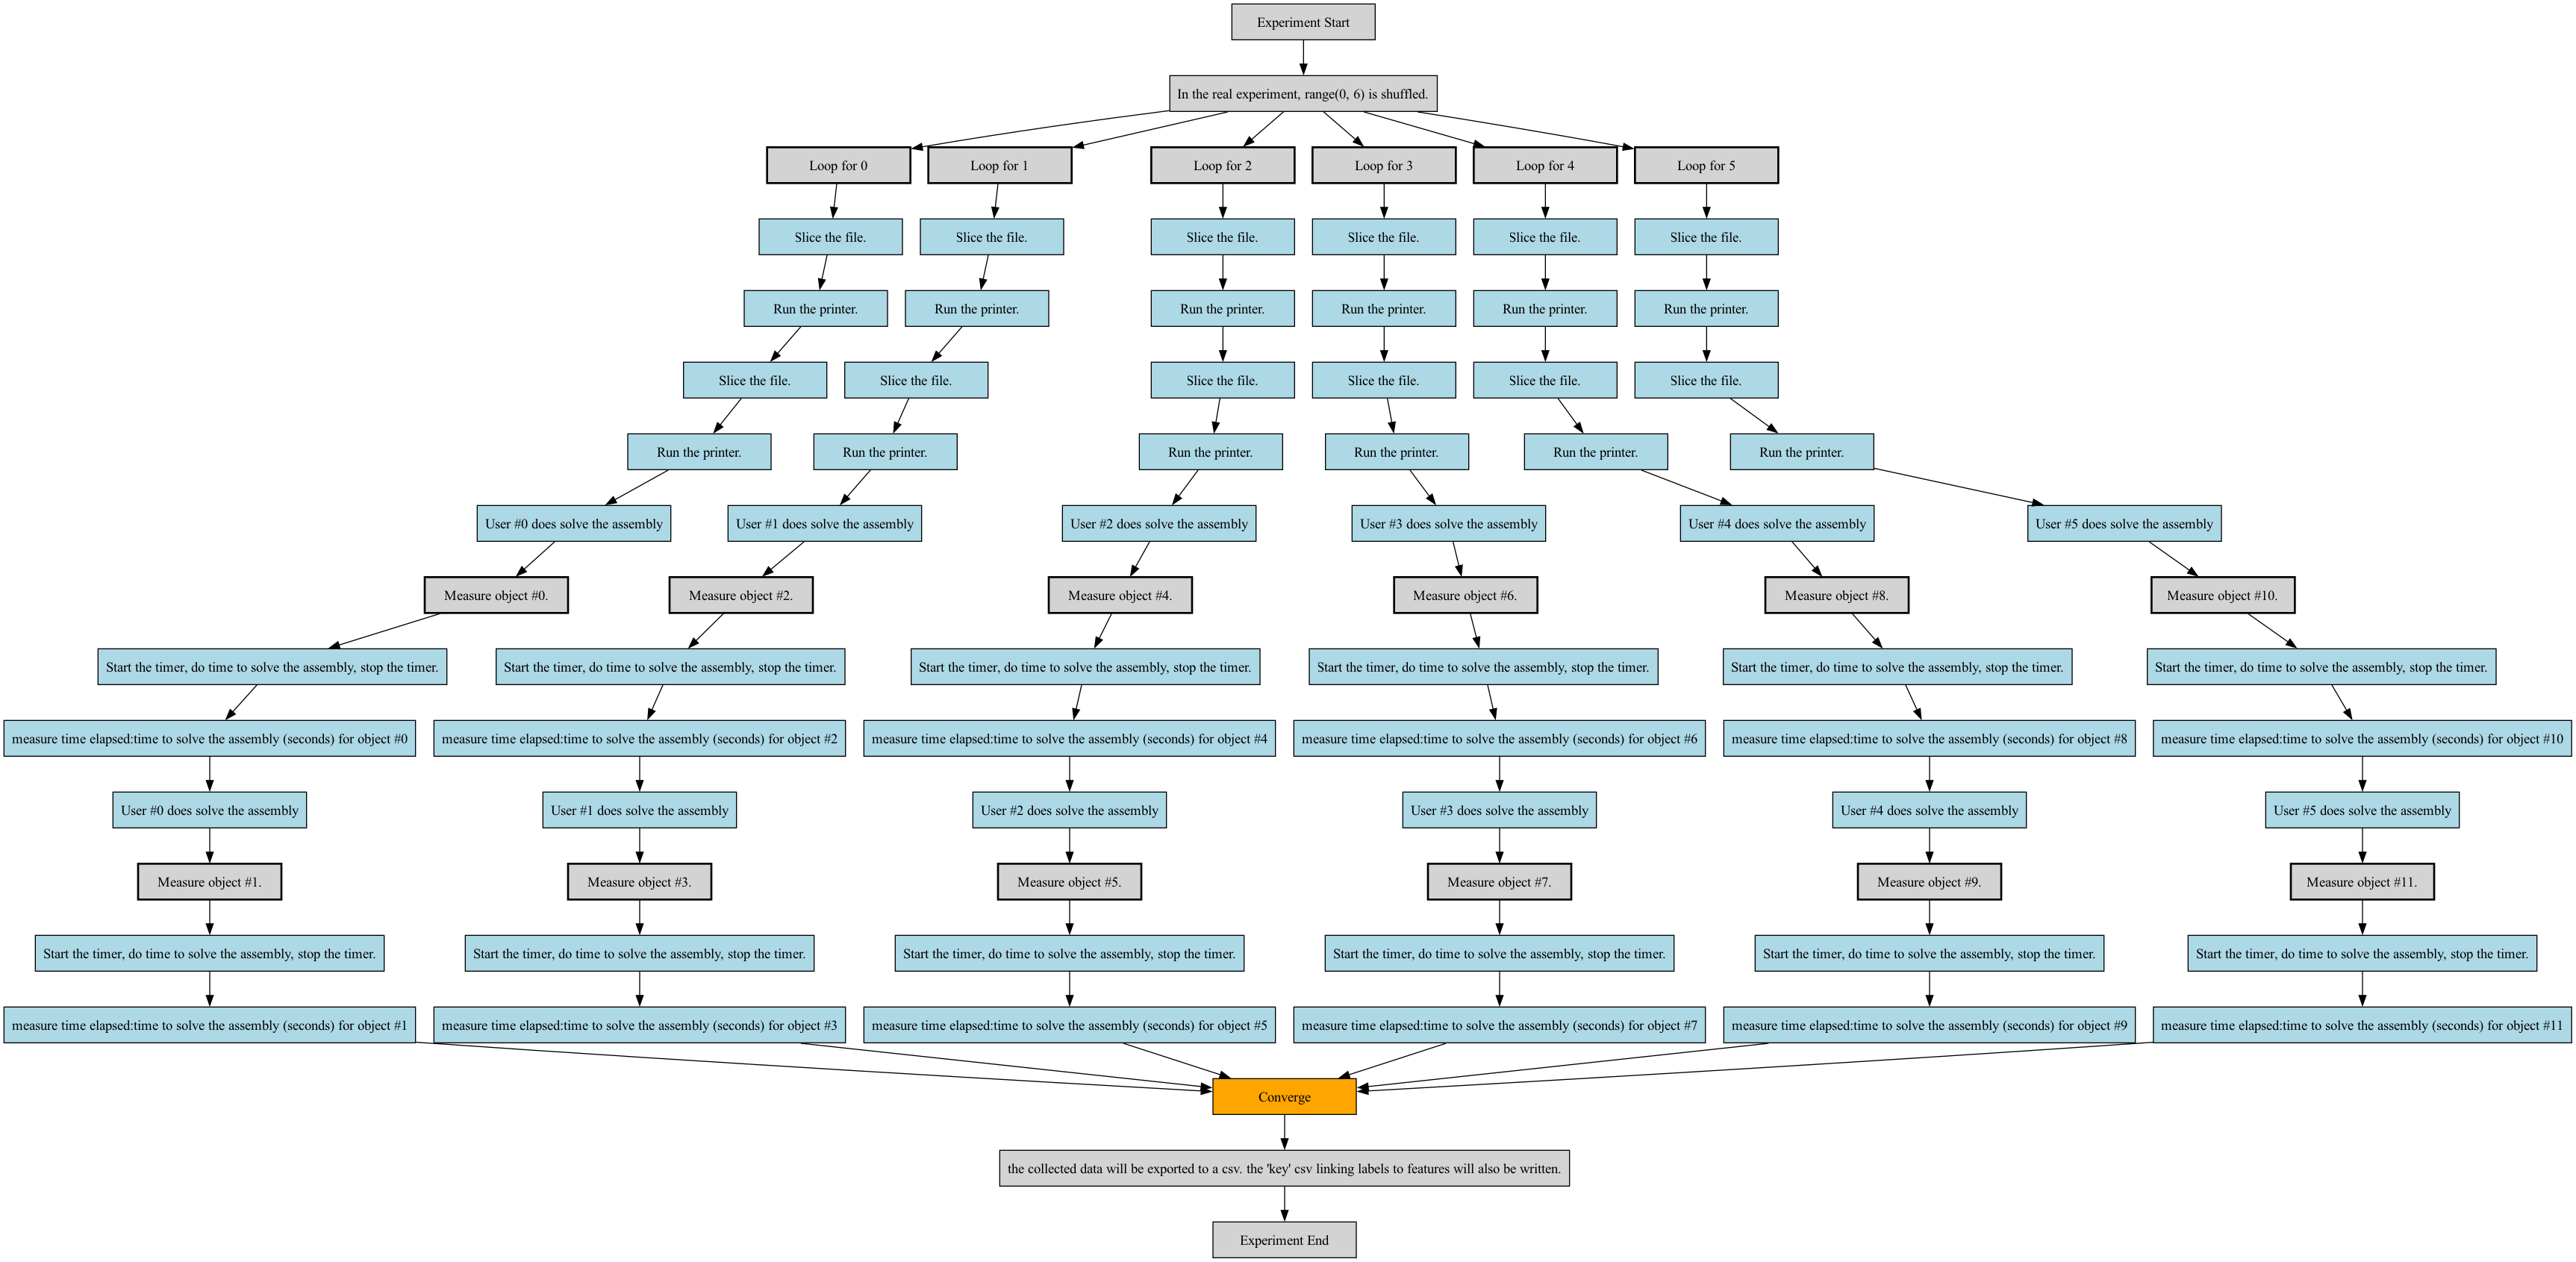 Experiment Start
In the real experiment, range(0, 6) is shuffled.
Loop for 0
Loop for 1
Loop for 2
Loop for 3
Loop for 4
Loop for 5
Slice the file.
Slice the file.
Slice the file.
Slice the file.
Slice the file.
Slice the file.
Run the printer.
Run the printer.
Run the printer.
Run the printer.
Run the printer.
Run the printer.
Slice the file.
Slice the file.
Slice the file.
Slice the file.
Slice the file.
Slice the file.
Run the printer.
Run the printer.
Run the printer.
Run the printer.
Run the printer.
Run the printer.
User #0 does solve the assembly
User #1 does solve the assembly
User #2 does solve the assembly
User #3 does solve the assembly
User #4 does solve the assembly
User #5 does solve the assembly
Measure object #0.
Measure object #2.
Measure object #4.
Measure object #6.
Measure object #8.
Measure object #10.
Start the timer, do time to solve the assembly, stop the timer.
Start the timer, do time to solve the assembly, stop the timer.
Start the timer, do time to solve the assembly, stop the timer.
Start the timer, do time to solve the assembly, stop the timer.
Start the timer, do time to solve the assembly, stop the timer.
Start the timer, do time to solve the assembly, stop the timer.
measure time elapsed:time to solve the assembly (seconds) for object #0
measure time elapsed:time to solve the assembly (seconds) for object #2
measure time elapsed:time to solve the assembly (seconds) for object #4
measure time elapsed:time to solve the assembly (seconds) for object #6
measure time elapsed:time to solve the assembly (seconds) for object #8
measure time elapsed:time to solve the assembly (seconds) for object #10
User #0 does solve the assembly
User #1 does solve the assembly
User #2 does solve the assembly
User #3 does solve the assembly
User #4 does solve the assembly
User #5 does solve the assembly
Measure object #1.
Measure object #3.
Measure object #5.
Measure object #7.
Measure object #9.
Measure object #11.
Start the timer, do time to solve the assembly, stop the timer.
Start the timer, do time to solve the assembly, stop the timer.
Start the timer, do time to solve the assembly, stop the timer.
Start the timer, do time to solve the assembly, stop the timer.
Start the timer, do time to solve the assembly, stop the timer.
Start the timer, do time to solve the assembly, stop the timer.
measure time elapsed:time to solve the assembly (seconds) for object #1
measure time elapsed:time to solve the assembly (seconds) for object #3
measure time elapsed:time to solve the assembly (seconds) for object #5
measure time elapsed:time to solve the assembly (seconds) for object #7
measure time elapsed:time to solve the assembly (seconds) for object #9
measure time elapsed:time to solve the assembly (seconds) for object #11
Converge
the collected data will be exported to a csv. the 'key' csv linking labels to features will also be written.
Experiment End